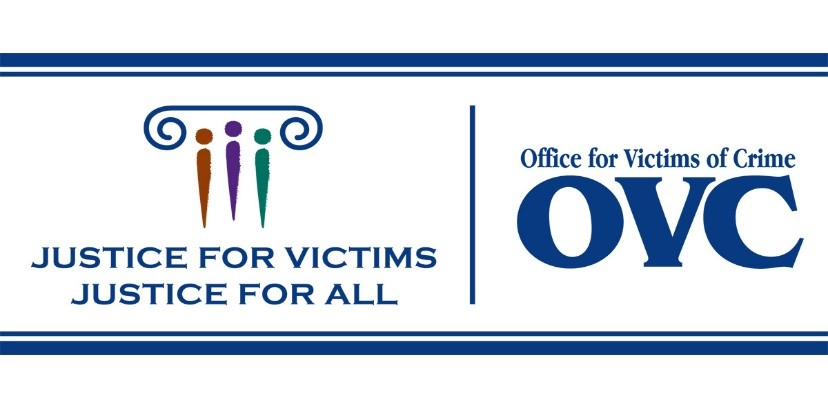 JUSTICE FOR VICTIMS
JUSTICE FOR ALL
Office for Victims of Crime
OVC